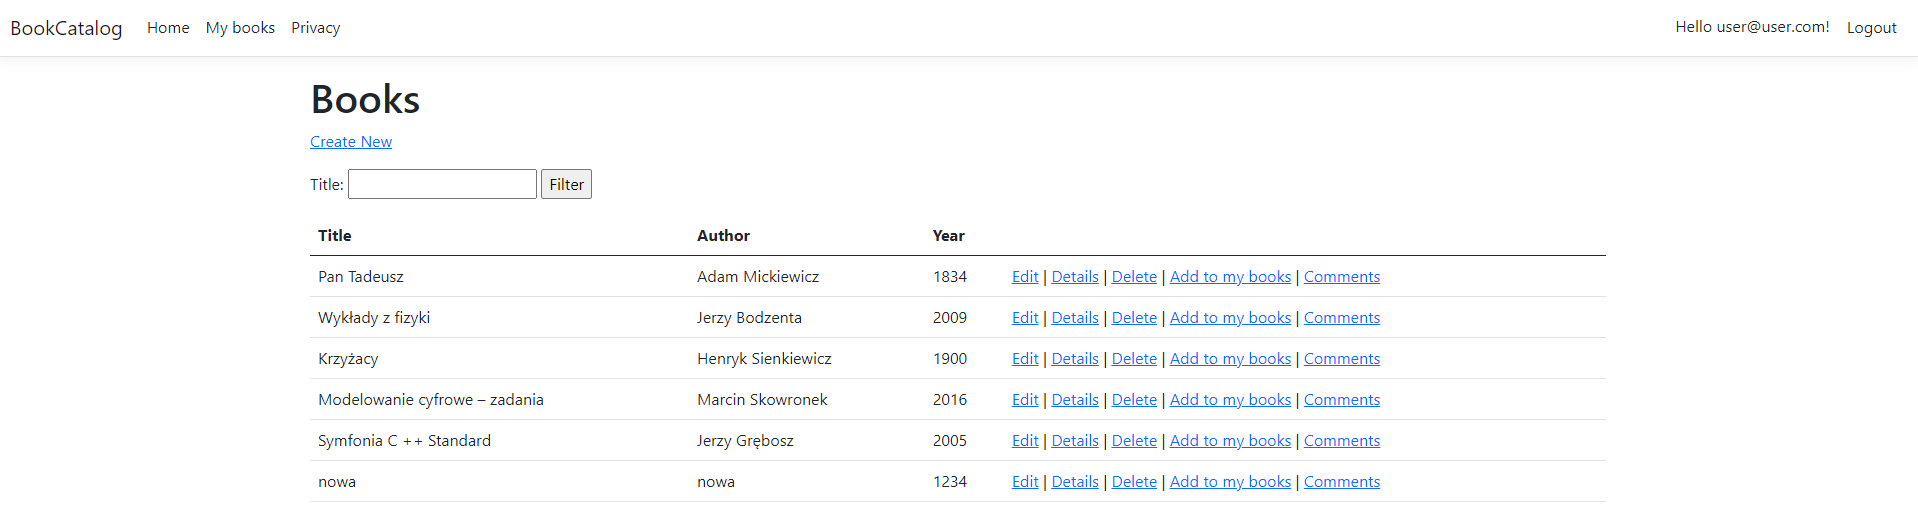 BookCatalog Home My books Privacy Hello user@user.com! Logout
Books
Create New
Title: Filter
Title Author Year
Pan Tadeusz Adam Mickiewicz 1834 Edit | Details | Delete | Add to my books | Comments
Wykłady z fizyki Jerzy Bodzenta 2009 Edit | Details | Delete | Add to my books | Comments
Krzyżacy Henryk Sienkiewicz 1900 Edit | Details | Delete | Add to my books | Comments
Modelowanie cyfrowe – zadania Marcin Skowronek 2016 Edit | Details | Delete | Add to my books | Comments
Symfonia C ++ Standard Jerzy Grębosz 2005 Edit | Details | Delete | Add to my books | Comments
nowa nowa 1234 Edit | Details | Delete | Add to my books | Comments